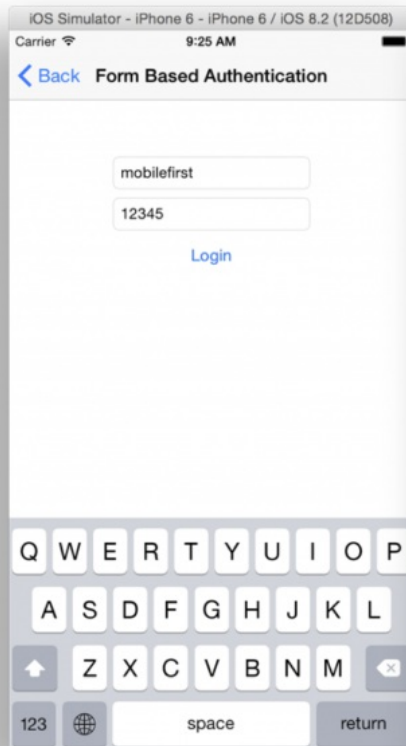 iOS Simulator - iPhone 6 - iPhone 6 / iOS 8.2 (12D508)
Carrier 9:25 AM
Back Form Based Authentication
mobilefirst
12345
Login
Q W E R T Y U I O P
A S D F G H J K L
Z X C V B N M
123 space return